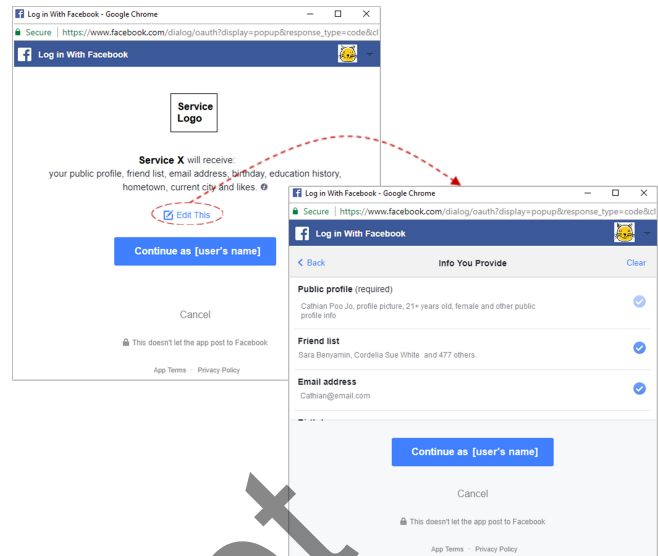 Log in With Facebook - Google Chrome
Secure | https://www.facebook.com/dialog/oauth?display=popup&response_type=code&cl
Log in With Facebook
Service
Logo
Service X will receive:
your public profile, friend list, email address, birthday, education history,
hometown, current city and likes.
Edit This
Continue as [user's name]
Cancel
This doesn't let the app post to Facebook
App Terms · Privacy Policy
Log in With Facebook - Google Chrome
Secure | https://www.facebook.com/dialog/oauth?display=popup&response_type=code&cl
Log in With Facebook
Back Info You Provide Clear
Public profile (required)
Cathian Poo Jo, profile picture, 21+ years old, female and other public
profile info
Friend list
Sara Benyamin, Cordelia Sue White and 477 others.
Email address
Cathian@email.com
Continue as [user's name]
Cancel
This doesn't let the app post to Facebook
App Terms · Privacy Policy